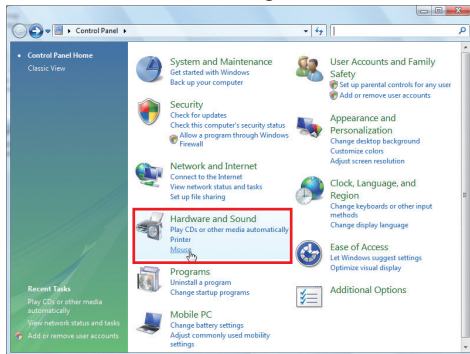 Control Panel
Control Panel Home
Classic View
System and Maintenance
Get started with Windows
Back up your computer
Security
Check for updates
Check this computer's security status
Allow a program through Windows
Firewall
Network and Internet
Connect to the Internet
View network status and tasks
Set up file sharing
Hardware and Sound
Play CDs or other media automatically
Printer
Mouse
Programs
Uninstall a program
Change startup programs
Mobile PC
Change battery settings
Adjust commonly used mobility
settings
User Accounts and Family
Safety
Set up parental controls for any user
Add or remove user accounts
Appearance and
Personalization
Change desktop background
Customize colors
Adjust screen resolution
Clock, Language, and
Region
Change keyboards or other input
methods
Change display language
Ease of Access
Let Windows suggest settings
Optimize visual display
Additional Options
Recent Tasks
Play CDs or other media
automatically
View network status and tasks
Add or remove user accounts